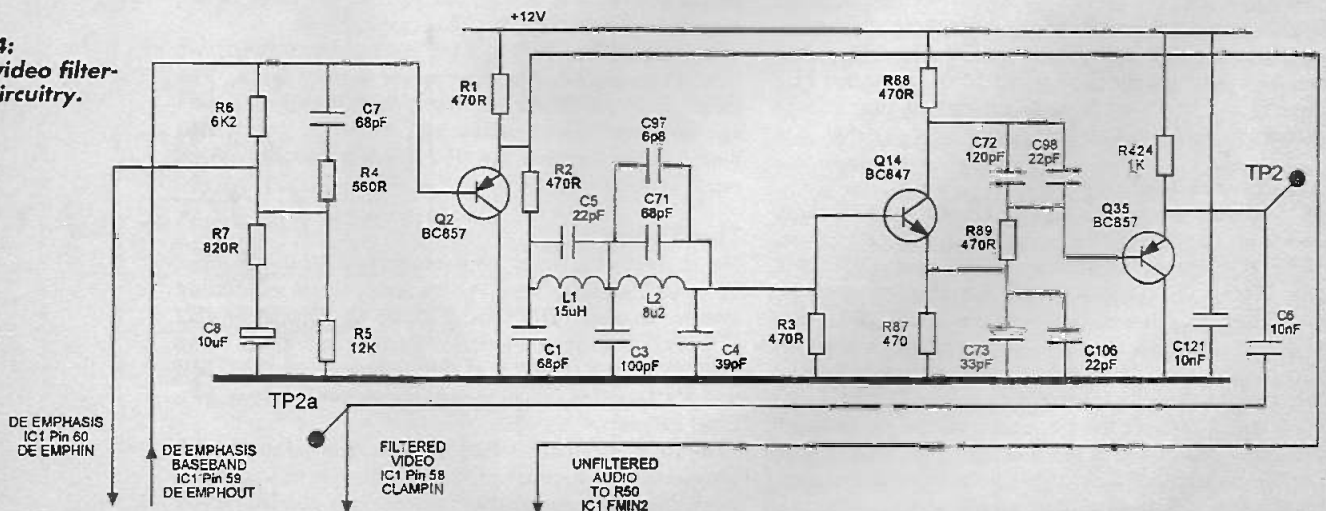 4:
video filter-
ircuitry.
+12V
R6
6K2
C7
68pF
R4
560R
R7
820R
C8
10uF
R5
12K
R1
470R
Q2
BC857
R2
470R
C5
22pF
C97
6p8
C71
68pF
L1
15uH
L2
8u2
C1
68pF
C3
100pF
C4
39pF
R3
470R
R88
470R
Q14
BC847
R87
470
C72
120pF
C98
22pF
R89
470R
C73
33pF
C106
22pF
Q35
BC857
R424
1K
TP2
C121
10nF
C6
10nF
TP2a
DE EMPHASIS
IC1 Pin 60
DE EMPHIN
DE EMPHASIS
BASEBAND
IC1 Pin 59
DE EMPHOUT
FILTERED
VIDEO
IC1 Pin 58
CLAMPIN
UNFILTERED
AUDIO
TO R50
IC1 FMIN2